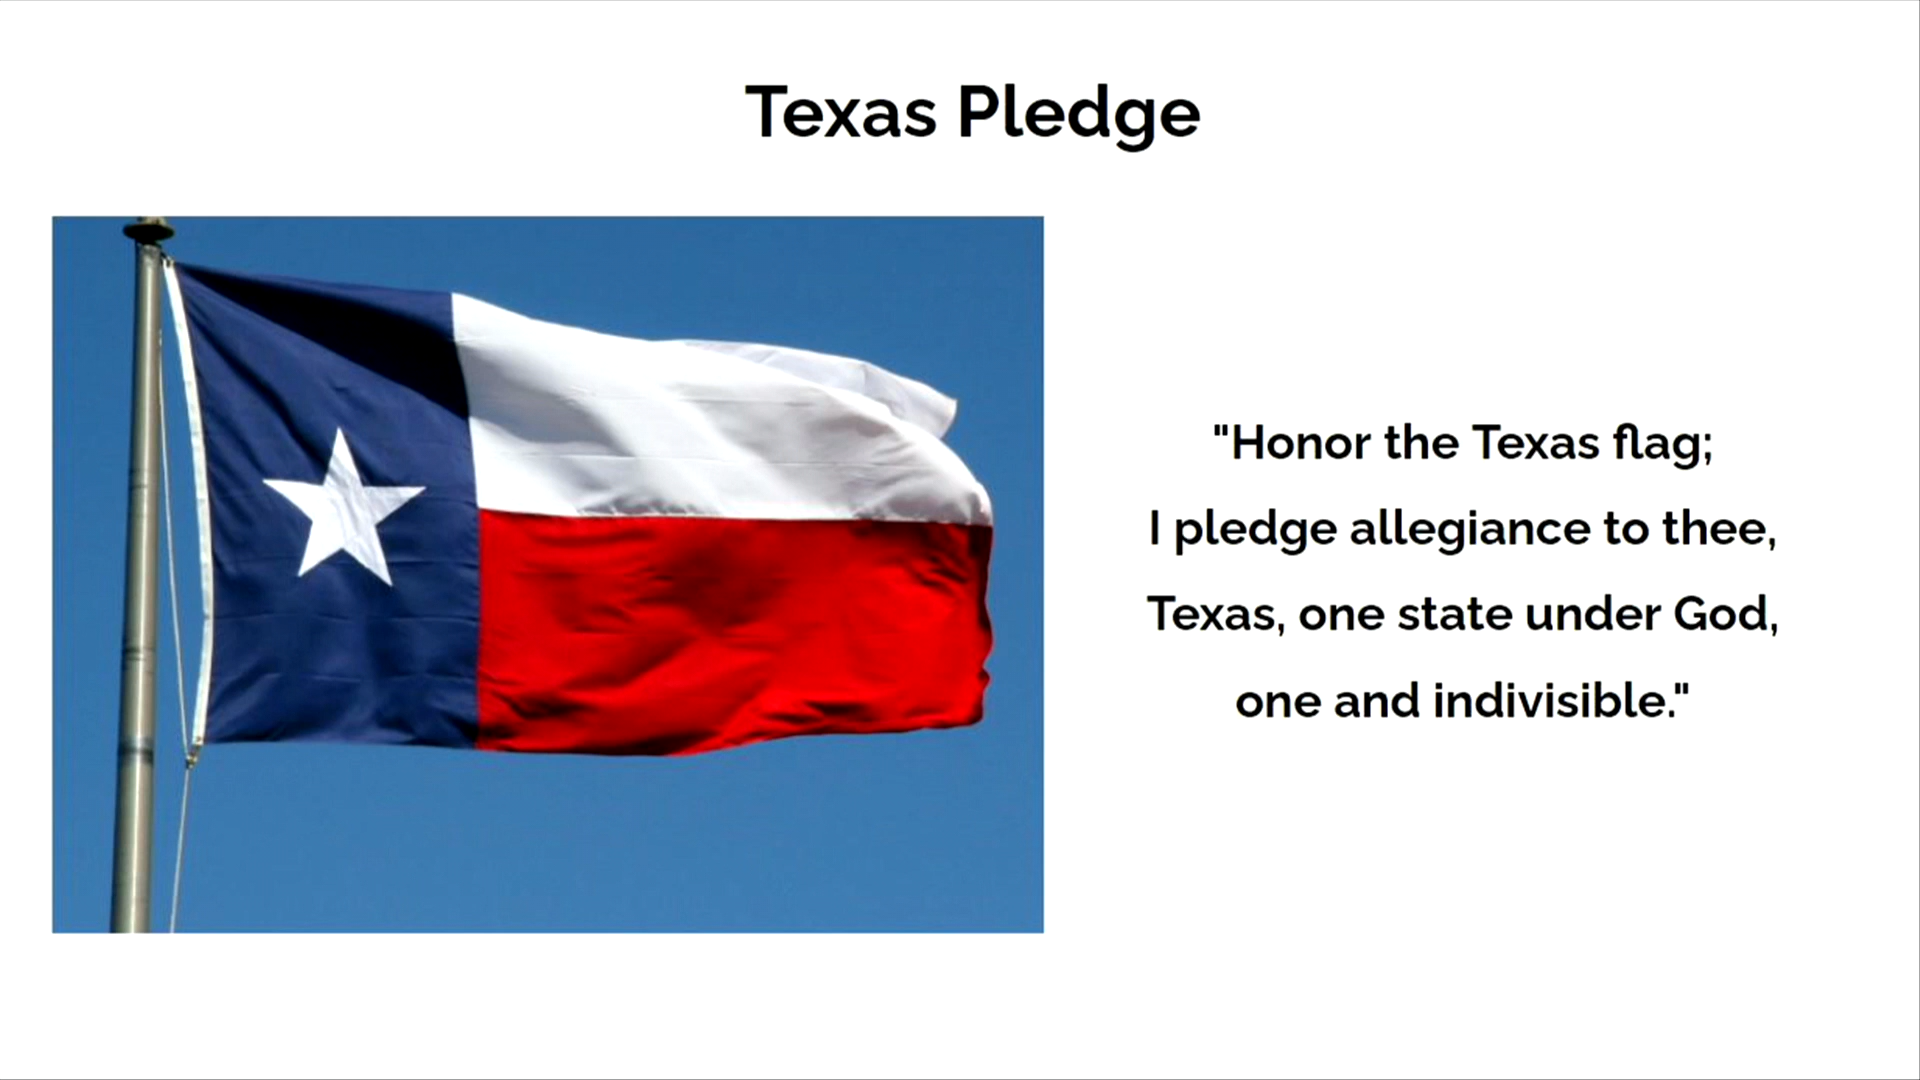 Texas Pledge
"Honor the Texas flag;
I pledge allegiance to thee,
Texas, one state under God,
one and indivisible."